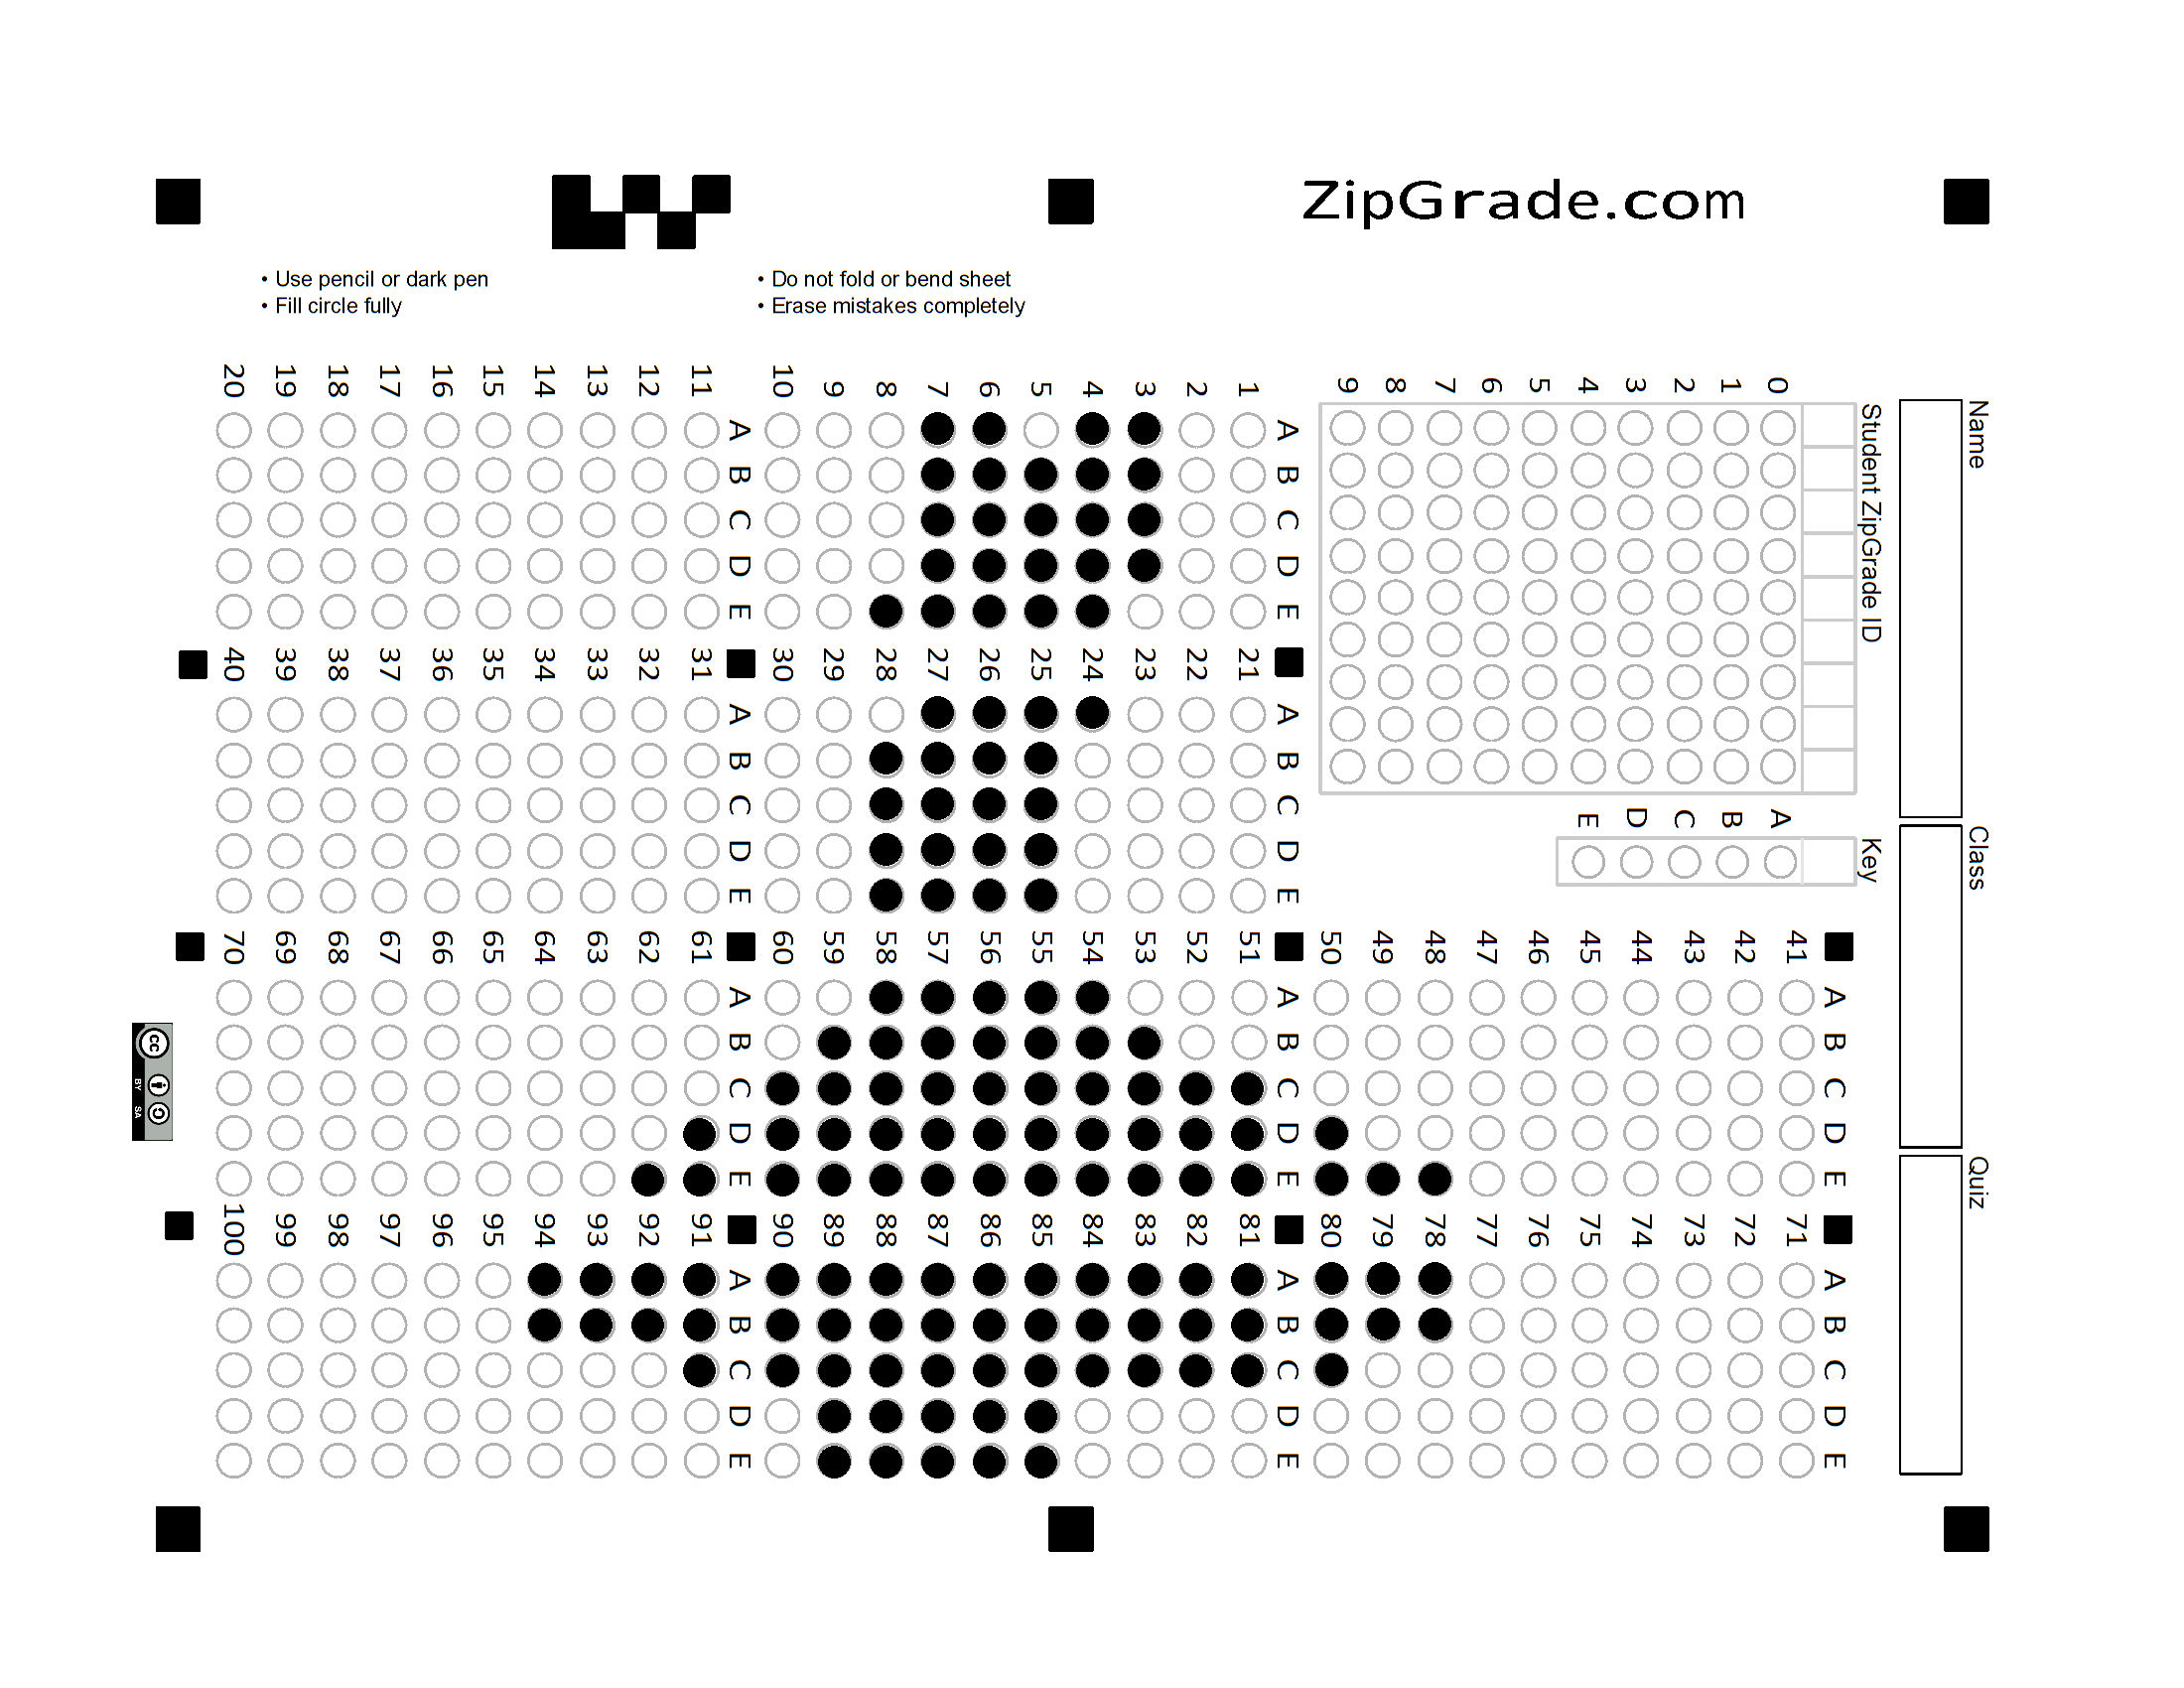 ZipGrade.com
• Use pencil or dark pen
• Fill circle fully
• Do not fold or bend sheet
• Erase mistakes completely
Name
Class
Quiz
Student ZipGrade ID
9 8 7 6 5 4 3 2 1 0
Key
E D C B A
20 19 18 17 16 15 14 13 12 11 10 9 8 7 6 5 4 3 2 1
A A
B B
C C
D D
E E
40 39 38 37 36 35 34 33 32 31 30 29 28 27 26 25 24 23 22 21
A A
B B
C C
D D
E E
70 69 68 67 66 65 64 63 62 61 60 59 58 57 56 55 54 53 52 51 50 49 48 47 46 45 44 43 42 41
A A A
B B B
C C C
D D D
E E E
100 99 98 97 96 95 94 93 92 91 90 89 88 87 86 85 84 83 82 81 80 79 78 77 76 75 74 73 72 71
A A A
B B B
C C C
D D D
E E E
cc
BY SA